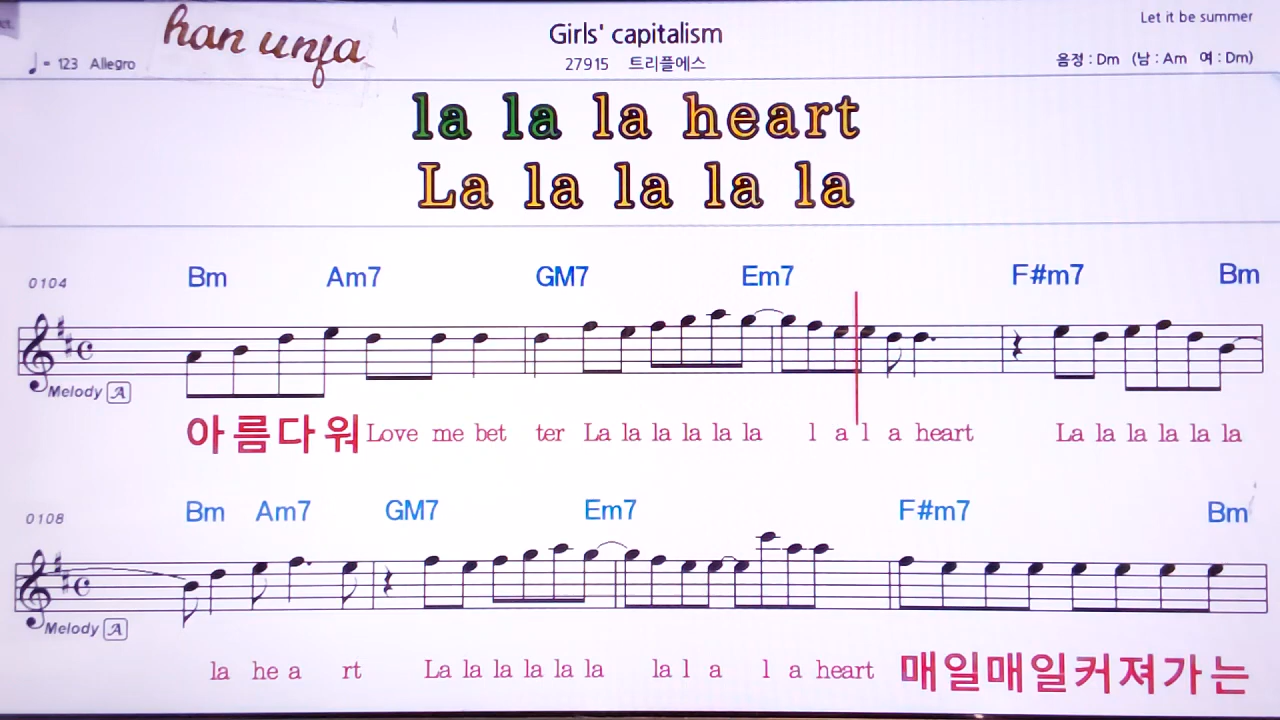 han unja
Girls' capitalism
Let it be summer
♩ = 123 Allegro
27915 트리플에스
음정 : Dm (남 : Am 여 : Dm)
la la la heart
La la la la la
0104 Bm Am7 GM7 Em7 F#m7 Bm
Melody A
아름다워 Love me bet ter La la la la la la l a l a heart La la la la la la
0108 Bm Am7 GM7 Em7 F#m7 Bm
Melody A
la he a rt La la la la la la la l a l a heart 매일매일커져가는